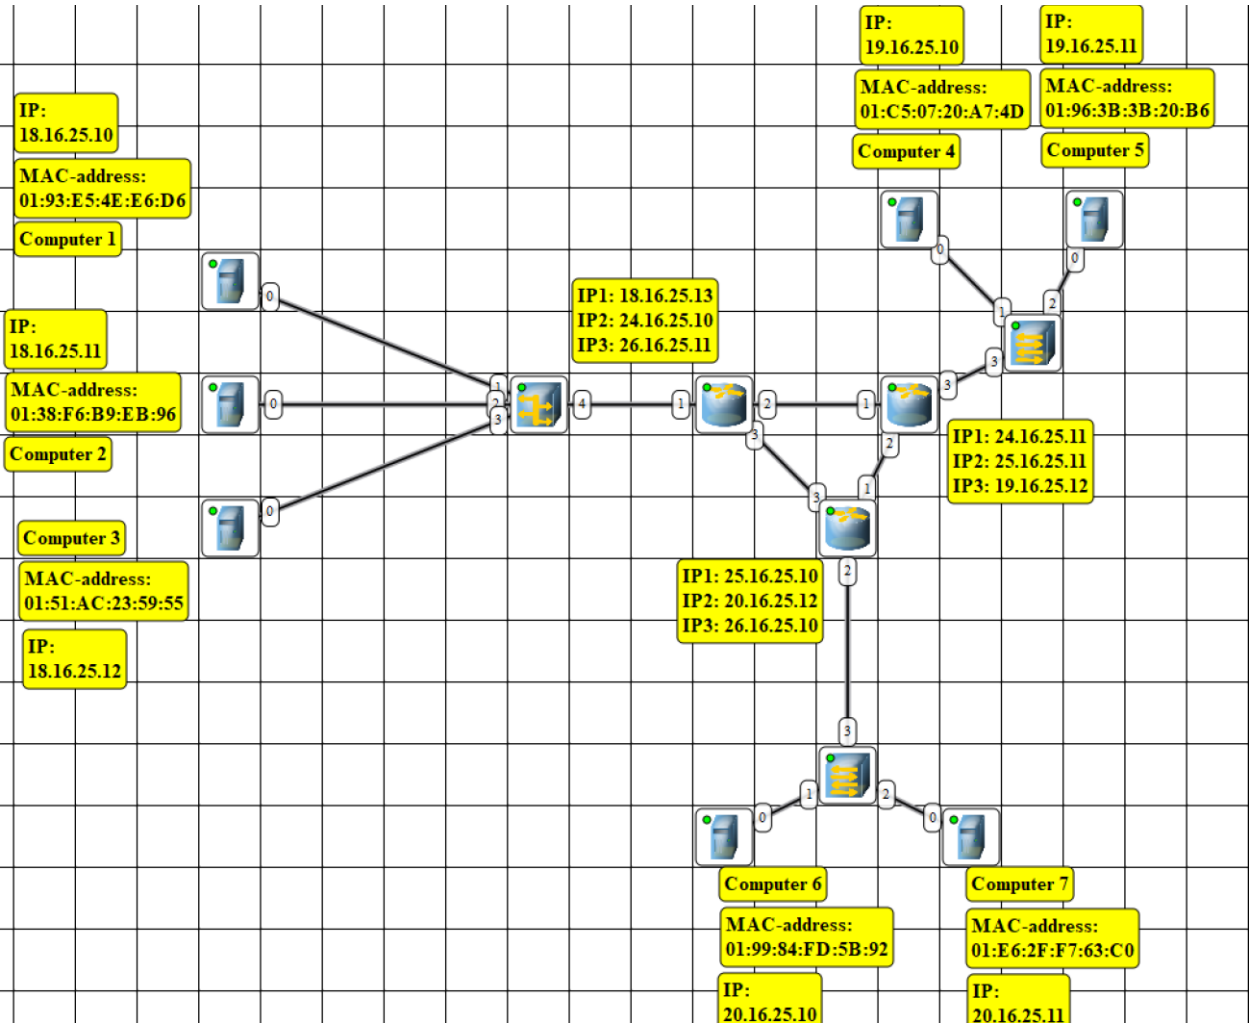 IP:
19.16.25.10
IP:
19.16.25.11
MAC-address:
01:C5:07:20:A7:4D
MAC-address:
01:96:3B:3B:20:B6
Computer 4
Computer 5
IP:
18.16.25.10
MAC-address:
01:93:E5:4E:E6:D6
Computer 1
0
0
0
1
2
IP1: 18.16.25.13
IP2: 24.16.25.10
IP3: 26.16.25.11
IP:
18.16.25.11
MAC-address:
01:38:F6:B9:EB:96
Computer 2
0
1
2
3
4
1
2
1
3
3
0
3
2
3
1
IP1: 24.16.25.11
IP2: 25.16.25.11
IP3: 19.16.25.12
0
Computer 3
MAC-address:
01:51:AC:23:59:55
IP:
18.16.25.12
IP1: 25.16.25.10
IP2: 20.16.25.12
IP3: 26.16.25.10
2
3
1
2
0
0
Computer 6
MAC-address:
01:99:84:FD:5B:92
IP:
20.16.25.10
Computer 7
MAC-address:
01:E6:2F:F7:63:C0
IP:
20.16.25.11